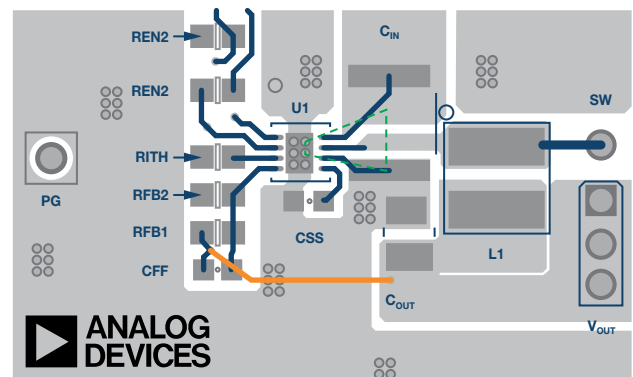 REN2
C_IN
REN2
U1
SW
RITH
PG
RFB2
RFB1
CSS
L1
CFF
C_OUT
V_OUT
ANALOG
DEVICES